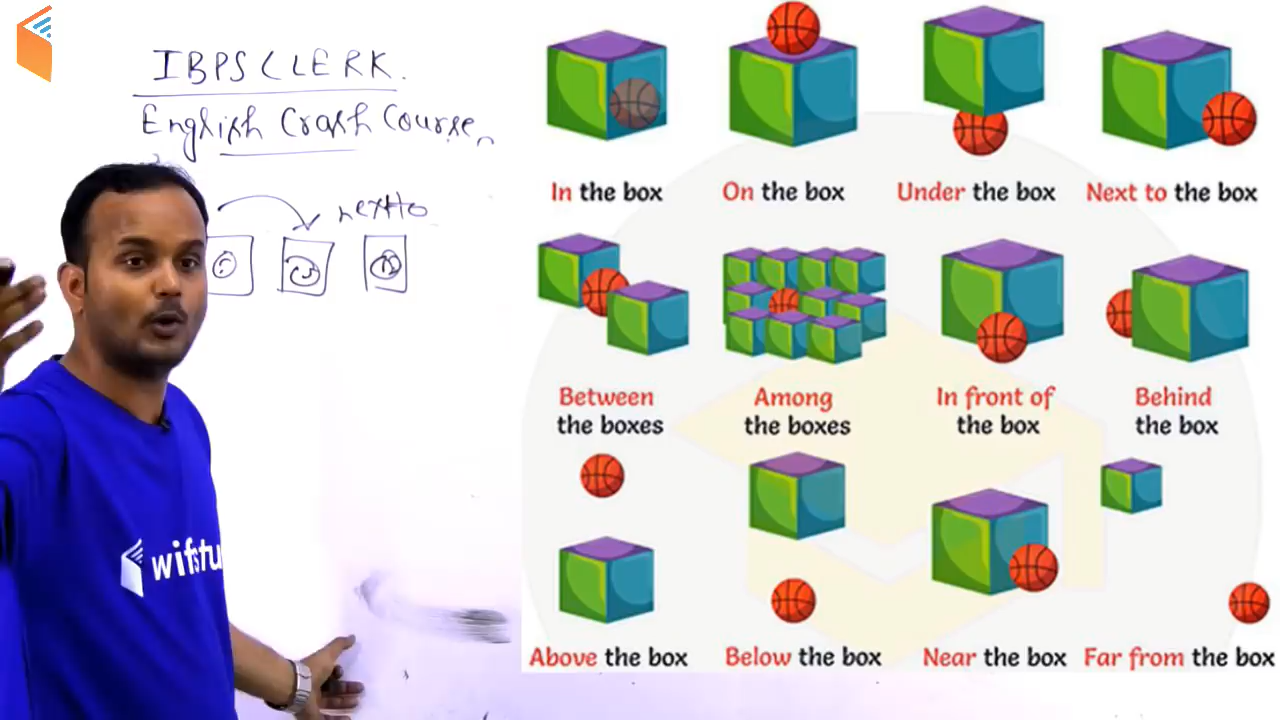 IBPS CLERK.
English Crash Course
next to
In the box
On the box
Under the box
Next to the box
Between
the boxes
Among
the boxes
In front of
the box
Behind
the box
Above the box
Below the box
Near the box
Far from the box
wifistu